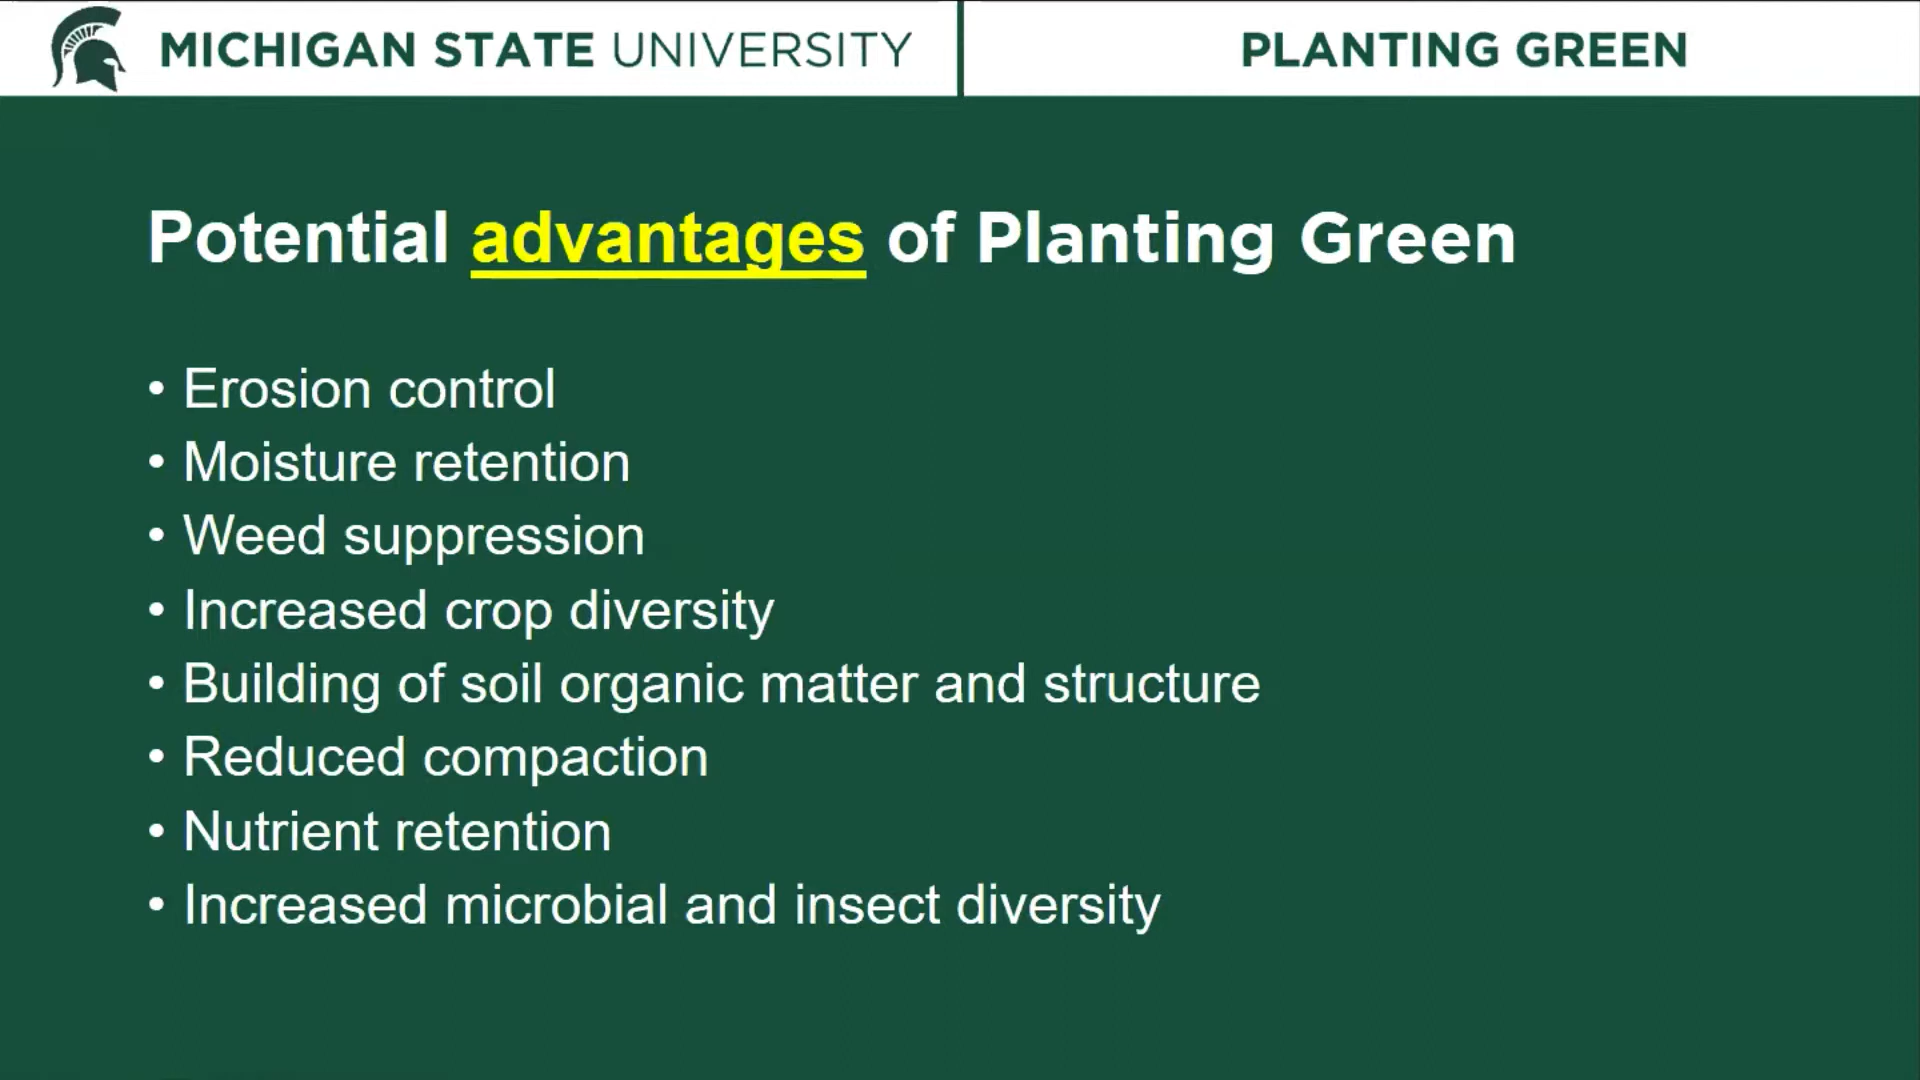 MICHIGAN STATE UNIVERSITY
PLANTING GREEN
Potential advantages of Planting Green
• Erosion control
• Moisture retention
• Weed suppression
• Increased crop diversity
• Building of soil organic matter and structure
• Reduced compaction
• Nutrient retention
• Increased microbial and insect diversity